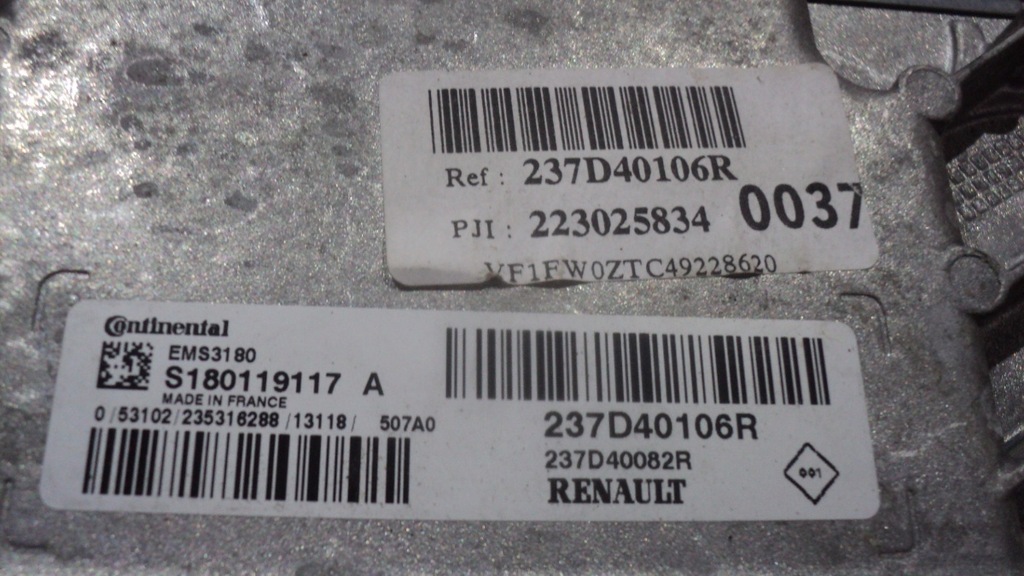 Ref : 237D40106R
PJI : 223025834 0037
VF1FW0ZTC49228620
Continental
EMS3180
S180119117 A
MADE IN FRANCE
0/53102/235316288/13118/ 507A0
237D40106R
237D40082R
RENAULT
001